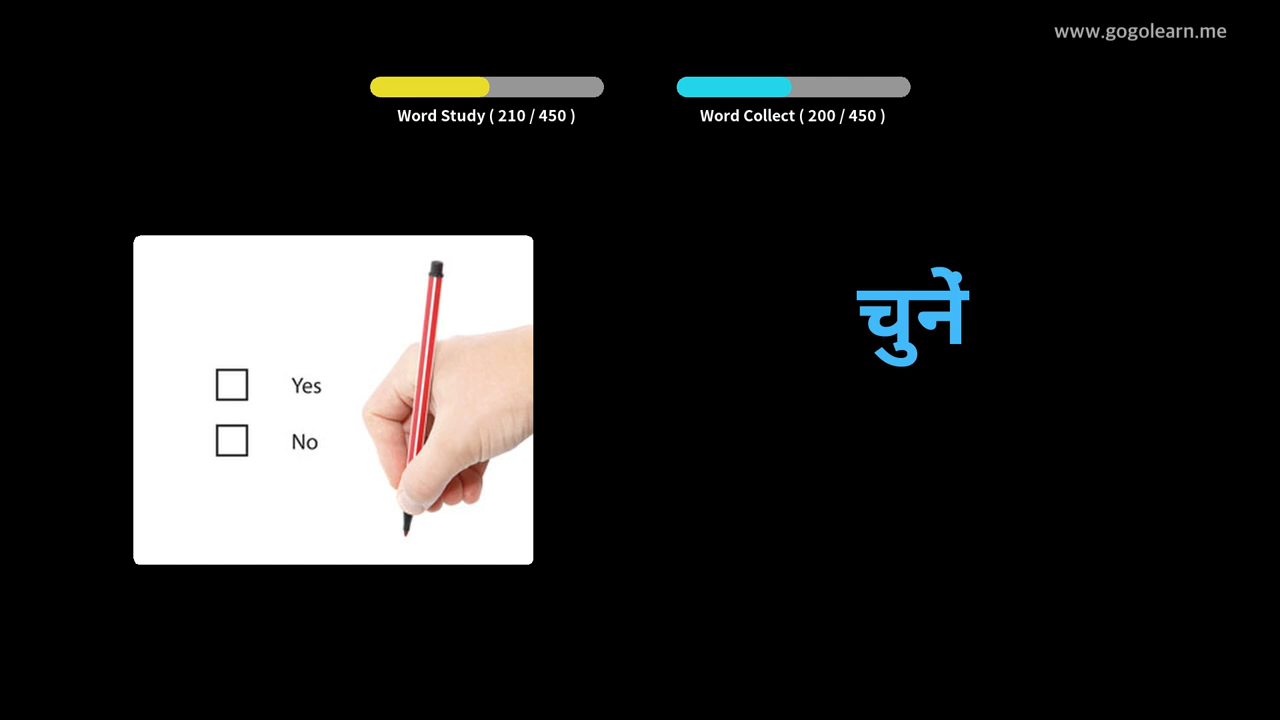 www.gogolearn.me
Word Study ( 210 / 450 )
Word Collect ( 200 / 450 )
Yes
No
चुनें